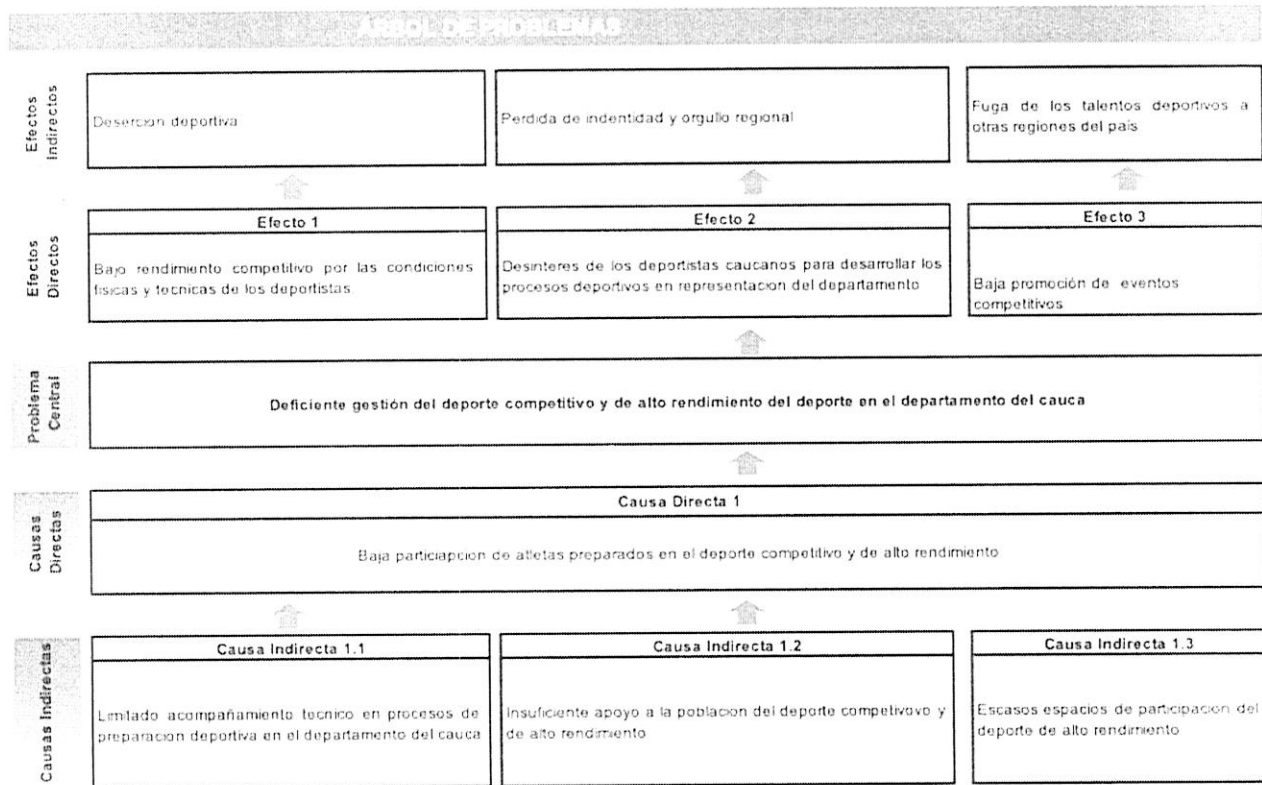 ARBOL DE PROBLEMAS
Efectos
Indirectos
Desercion deportiva
Perdida de indentidad y orgullo regional
Fuga de los talentos deportivos a
otras regiones del pais
Efectos
Directos
Efecto 1
Bajo rendimiento competitivo por las condiciones
fisicas y tecnicas de los deportistas
Efecto 2
Desinteres de los deportistas caucanos para desarrollar los
procesos deportivos en representacion del departamento
Efecto 3
Baja promoción de eventos
competitivos
Problema
Central
Deficiente gestión del deporte competitivo y de alto rendimiento del deporte en el departamento del cauca
Causas
Directas
Causa Directa 1
Baja particiapcion de atletas preparados en el deporte competitivo y de alto rendimiento
Causas Indirectas
Causa Indirecta 1.1
Limitado acompañamiento tecnico en procesos de
preparacion deportiva en el departamento del cauca
Causa Indirecta 1.2
Insuficiente apoyo a la poblacion del deporte competivovo y
de alto rendimiento
Causa Indirecta 1.3
Escasos espacios de participacion del
deporte de alto rendimiento